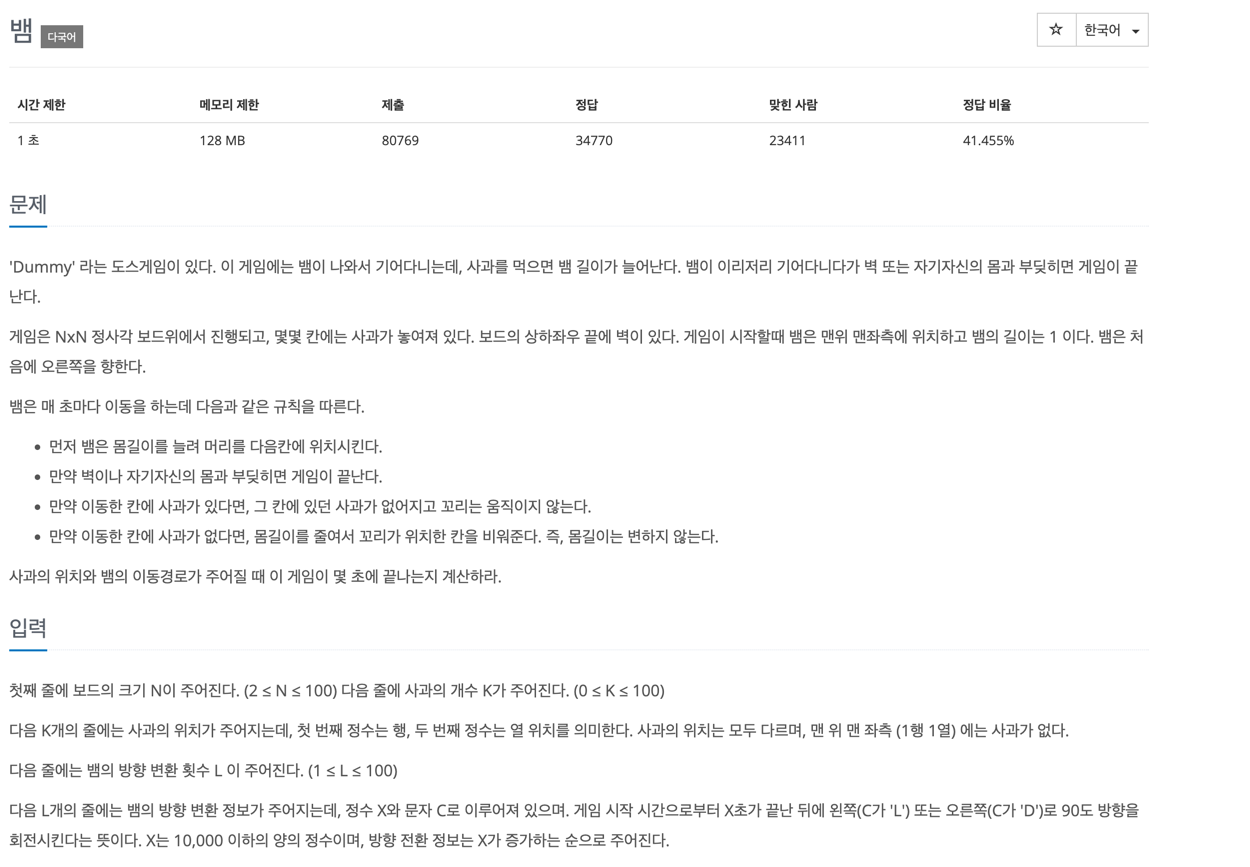 뱀 다국어
☆ 한국어
시간 제한 메모리 제한 제출 정답 맞힌 사람 정답 비율
1 초 128 MB 80769 34770 23411 41.455%
문제
'Dummy' 라는 도스게임이 있다. 이 게임에는 뱀이 나와서 기어다니는데, 사과를 먹으면 뱀 길이가 늘어난다. 뱀이 이리저리 기어다니다가 벽 또는 자기자신의 몸과 부딪히면 게임이 끝
난다.
게임은 NxN 정사각 보드위에서 진행되고, 몇몇 칸에는 사과가 놓여져 있다. 보드의 상하좌우 끝에 벽이 있다. 게임이 시작할때 뱀은 맨위 맨좌측에 위치하고 뱀의 길이는 1 이다. 뱀은 처
음에 오른쪽을 향한다.
뱀은 매 초마다 이동을 하는데 다음과 같은 규칙을 따른다.
• 먼저 뱀은 몸길이를 늘려 머리를 다음칸에 위치시킨다.
• 만약 벽이나 자기자신의 몸과 부딪히면 게임이 끝난다.
• 만약 이동한 칸에 사과가 있다면, 그 칸에 있던 사과가 없어지고 꼬리는 움직이지 않는다.
• 만약 이동한 칸에 사과가 없다면, 몸길이를 줄여서 꼬리가 위치한 칸을 비워준다. 즉, 몸길이는 변하지 않는다.
사과의 위치와 뱀의 이동경로가 주어질 때 이 게임이 몇 초에 끝나는지 계산하라.
입력
첫째 줄에 보드의 크기 N이 주어진다. (2 ≤ N ≤ 100) 다음 줄에 사과의 개수 K가 주어진다. (0 ≤ K ≤ 100)
다음 K개의 줄에는 사과의 위치가 주어지는데, 첫 번째 정수는 행, 두 번째 정수는 열 위치를 의미한다. 사과의 위치는 모두 다르며, 맨 위 맨 좌측 (1행 1열) 에는 사과가 없다.
다음 줄에는 뱀의 방향 변환 횟수 L 이 주어진다. (1 ≤ L ≤ 100)
다음 L개의 줄에는 뱀의 방향 변환 정보가 주어지는데, 정수 X와 문자 C로 이루어져 있으며. 게임 시작 시간으로부터 X초가 끝난 뒤에 왼쪽(C가 'L') 또는 오른쪽(C가 'D')로 90도 방향을
회전시킨다는 뜻이다. X는 10,000 이하의 양의 정수이며, 방향 전환 정보는 X가 증가하는 순으로 주어진다.